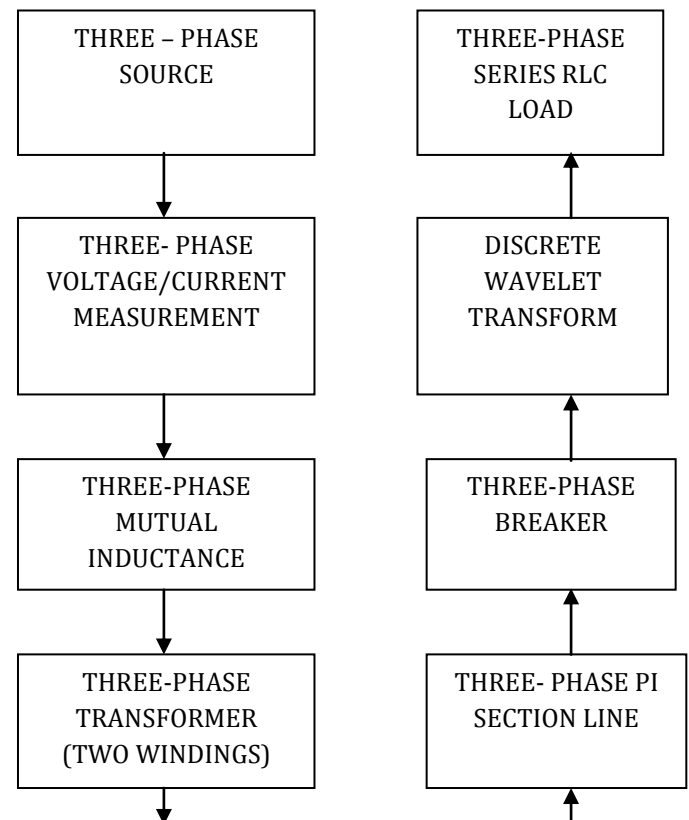 THREE – PHASE
SOURCE
THREE- PHASE
VOLTAGE/CURRENT
MEASUREMENT
THREE-PHASE
MUTUAL
INDUCTANCE
THREE-PHASE
TRANSFORMER
(TWO WINDINGS)
THREE-PHASE
SERIES RLC
LOAD
DISCRETE
WAVELET
TRANSFORM
THREE-PHASE
BREAKER
THREE- PHASE PI
SECTION LINE